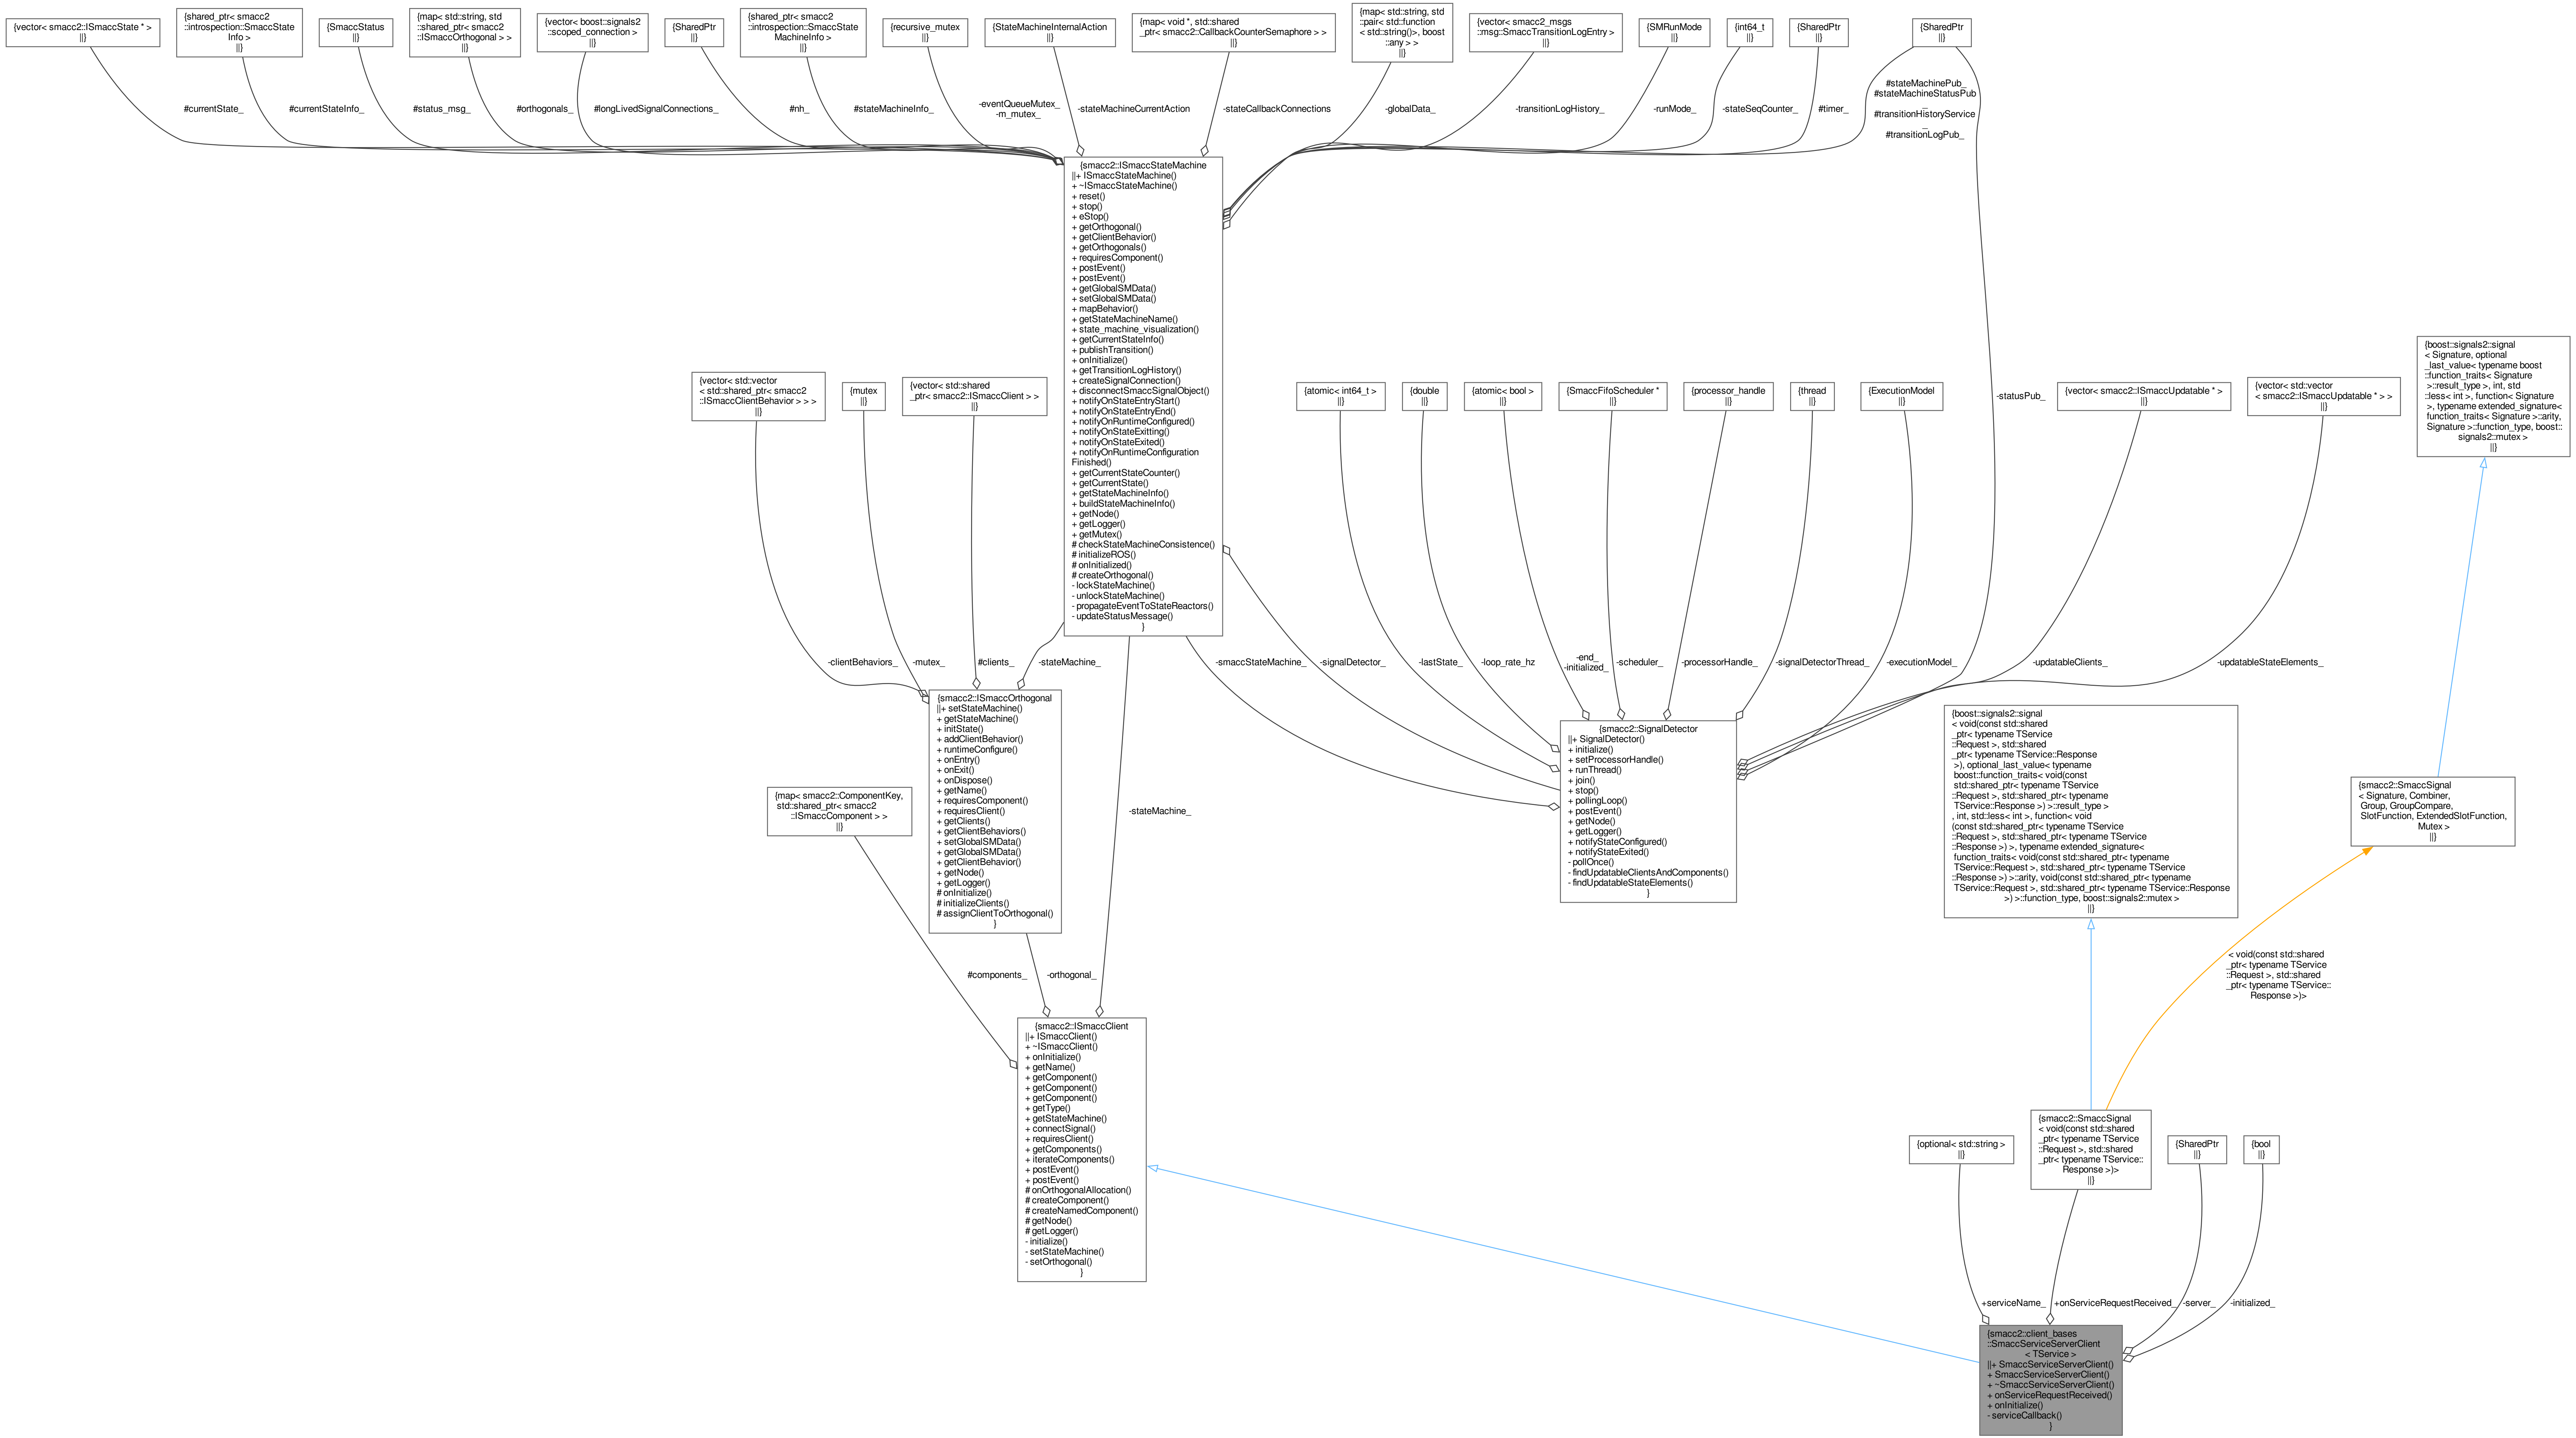 {vector< smacc2::ISmaccState * >
||}
{shared_ptr< smacc2
::introspection::SmaccState
Info >
||}
{SmaccStatus
||}
{map< std::string, std
::shared_ptr< smacc2
::ISmaccOrthogonal > >
||}
{vector< boost::signals2
::scoped_connection >
||}
{SharedPtr
||}
{shared_ptr< smacc2
::introspection::SmaccState
MachineInfo >
||}
{recursive_mutex
||}
{StateMachineInternalAction
||}
{map< void *, std::shared
_ptr< smacc2::CallbackCounterSemaphore > >
||}
{map< std::string, std
::pair< std::function
< std::string()>, boost
::any > >
||}
{vector< smacc2_msgs
::msg::SmaccTransitionLogEntry >
||}
{SMRunMode
||}
{int64_t
||}
{SharedPtr
||}
{SharedPtr
||}
#currentState_
#currentStateInfo_
#status_msg_
#orthogonals_
#longLivedSignalConnections_
#nh_
#stateMachineInfo_
-eventQueueMutex_
-m_mutex_
-stateMachineCurrentAction
-stateCallbackConnections
-globalData_
-transitionLogHistory_
-runMode_
-stateSeqCounter_
#timer_
#stateMachinePub_
#stateMachineStatusPub
_
#transitionHistoryService
_
#transitionLogPub_
{smacc2::ISmaccStateMachine
||+ ISmaccStateMachine()
+ ~ISmaccStateMachine()
+ reset()
+ stop()
+ eStop()
+ getOrthogonal()
+ getClientBehavior()
+ getOrthogonals()
+ requiresComponent()
+ postEvent()
+ postEvent()
+ getGlobalSMData()
+ setGlobalSMData()
+ mapBehavior()
+ getStateMachineName()
+ state_machine_visualization()
+ getCurrentStateInfo()
+ publishTransition()
+ onInitialize()
+ getTransitionLogHistory()
+ createSignalConnection()
+ disconnectSmaccSignalObject()
+ notifyOnStateEntryStart()
+ notifyOnStateEntryEnd()
+ notifyOnRuntimeConfigured()
+ notifyOnStateExitting()
+ notifyOnStateExited()
+ notifyOnRuntimeConfiguration
Finished()
+ getCurrentStateCounter()
+ getCurrentState()
+ getStateMachineInfo()
+ buildStateMachineInfo()
+ getNode()
+ getLogger()
+ getMutex()
# checkStateMachineConsistence()
# initializeROS()
# onInitialized()
# createOrthogonal()
- lockStateMachine()
- unlockStateMachine()
- propagateEventToStateReactors()
- updateStatusMessage()
}
{vector< std::vector
< std::shared_ptr< smacc2
::ISmaccClientBehavior > > >
||}
{mutex
||}
{vector< std::shared
_ptr< smacc2::ISmaccClient > >
||}
{atomic< int64_t >
||}
{double
||}
{atomic< bool >
||}
{SmaccFifoScheduler *
||}
{processor_handle
||}
{thread
||}
{ExecutionModel
||}
-statusPub_
{vector< smacc2::ISmaccUpdatable * >
||}
{vector< std::vector
< smacc2::ISmaccUpdatable * > >
||}
{boost::signals2::signal
< Signature, optional
_last_value< typename boost
::function_traits< Signature
>::result_type >, int, std
::less< int >, function< Signature
>, typename extended_signature<
function_traits< Signature >::arity,
Signature >::function_type, boost::
signals2::mutex >
||}
-clientBehaviors_
-mutex_
#clients_
-stateMachine_
-smaccStateMachine_
-signalDetector_
-lastState_
-loop_rate_hz
-end_
-initialized_
-scheduler_
-processorHandle_
-signalDetectorThread_
-executionModel_
-updatableClients_
-updatableStateElements_
{smacc2::ISmaccOrthogonal
||+ setStateMachine()
+ getStateMachine()
+ initState()
+ addClientBehavior()
+ runtimeConfigure()
+ onEntry()
+ onExit()
+ onDispose()
+ getName()
+ requiresComponent()
+ requiresClient()
+ getClients()
+ getClientBehaviors()
+ setGlobalSMData()
+ getGlobalSMData()
+ getClientBehavior()
+ getNode()
+ getLogger()
# onInitialize()
# initializeClients()
# assignClientToOrthogonal()
}
{smacc2::SignalDetector
||+ SignalDetector()
+ initialize()
+ setProcessorHandle()
+ runThread()
+ join()
+ stop()
+ pollingLoop()
+ postEvent()
+ getNode()
+ getLogger()
+ notifyStateConfigured()
+ notifyStateExited()
- pollOnce()
- findUpdatableClientsAndComponents()
- findUpdatableStateElements()
}
{boost::signals2::signal
< void(const std::shared
_ptr< typename TService
::Request >, std::shared
_ptr< typename TService::Response
>), optional_last_value< typename
boost::function_traits< void(const
std::shared_ptr< typename TService
::Request >, std::shared_ptr< typename
TService::Response >) >::result_type >
, int, std::less< int >, function< void
(const std::shared_ptr< typename TService
::Request >, std::shared_ptr< typename TService
::Response >) >, typename extended_signature<
function_traits< void(const std::shared_ptr< typename
TService::Request >, std::shared_ptr< typename TService
::Response >) >::arity, void(const std::shared_ptr< typename
TService::Request >, std::shared_ptr< typename TService::Response
>) >::function_type, boost::signals2::mutex >
||}
{smacc2::SmaccSignal
< Signature, Combiner,
Group, GroupCompare,
SlotFunction, ExtendedSlotFunction,
Mutex >
||}
{map< smacc2::ComponentKey,
std::shared_ptr< smacc2
::ISmaccComponent > >
||}
-stateMachine_
#components_
-orthogonal_
< void(const std::shared
_ptr< typename TService
::Request >, std::shared
_ptr< typename TService::
Response >)>
{smacc2::ISmaccClient
||+ ISmaccClient()
+ ~ISmaccClient()
+ onInitialize()
+ getName()
+ getComponent()
+ getComponent()
+ getComponent()
+ getType()
+ getStateMachine()
+ connectSignal()
+ requiresClient()
+ getComponents()
+ iterateComponents()
+ postEvent()
+ postEvent()
# onOrthogonalAllocation()
# createComponent()
# createNamedComponent()
# getNode()
# getLogger()
- initialize()
- setStateMachine()
- setOrthogonal()
}
{optional< std::string >
||}
{smacc2::SmaccSignal
< void(const std::shared
_ptr< typename TService
::Request >, std::shared
_ptr< typename TService::
Response >)>
||}
{SharedPtr
||}
{bool
||}
+serviceName_
+onServiceRequestReceived_
-server_
-initialized_
{smacc2::client_bases
::SmaccServiceServerClient
< TService >
||+ SmaccServiceServerClient()
+ SmaccServiceServerClient()
+ ~SmaccServiceServerClient()
+ onServiceRequestReceived()
+ onInitialize()
- serviceCallback()
}